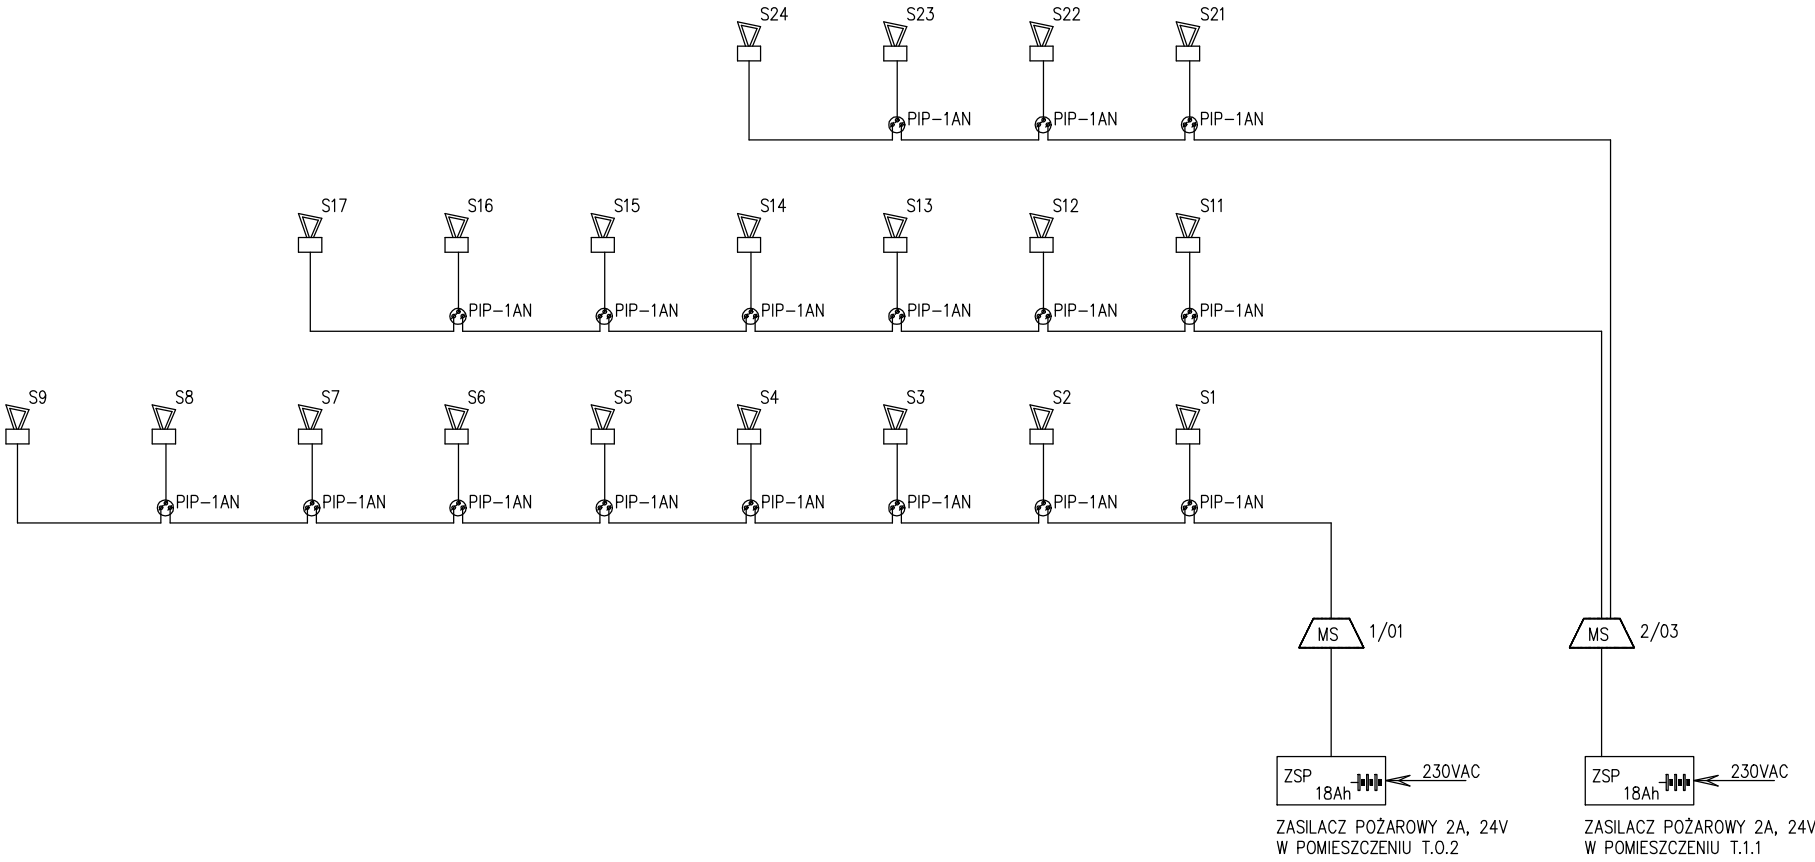 S24 S23 S22 S21
PIP-1AN PIP-1AN PIP-1AN
S17 S16 S15 S14 S13 S12 S11
PIP-1AN PIP-1AN PIP-1AN PIP-1AN PIP-1AN PIP-1AN
S9 S8 S7 S6 S5 S4 S3 S2 S1
PIP-1AN PIP-1AN PIP-1AN PIP-1AN PIP-1AN PIP-1AN PIP-1AN PIP-1AN
MS 1/01 MS 2/03
ZSP 230VAC ZSP 230VAC
18Ah 18Ah
ZASILACZ POŻAROWY 2A, 24V ZASILACZ POŻAROWY 2A, 24V
W POMIESZCZENIU T.0.2 W POMIESZCZENIU T.1.1